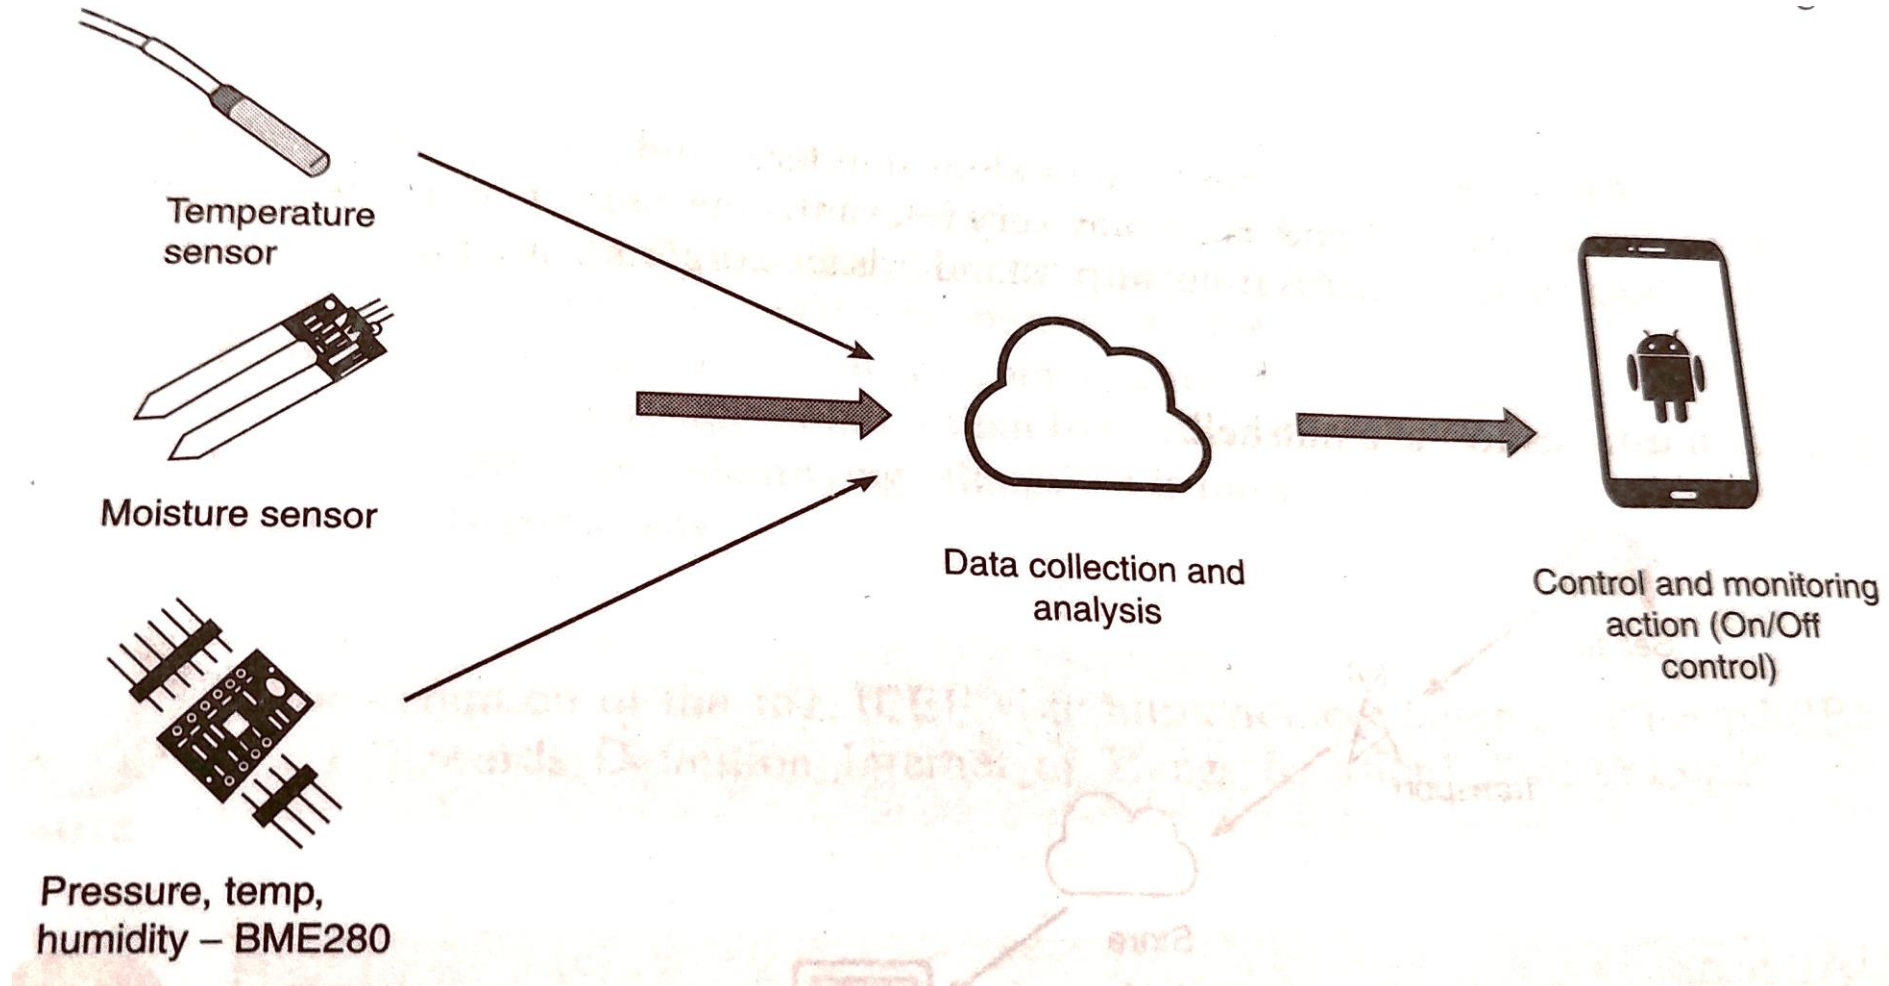 Temperature
sensor
Moisture sensor
Pressure, temp,
humidity – BME280
Data collection and
analysis
Control and monitoring
action (On/Off
control)